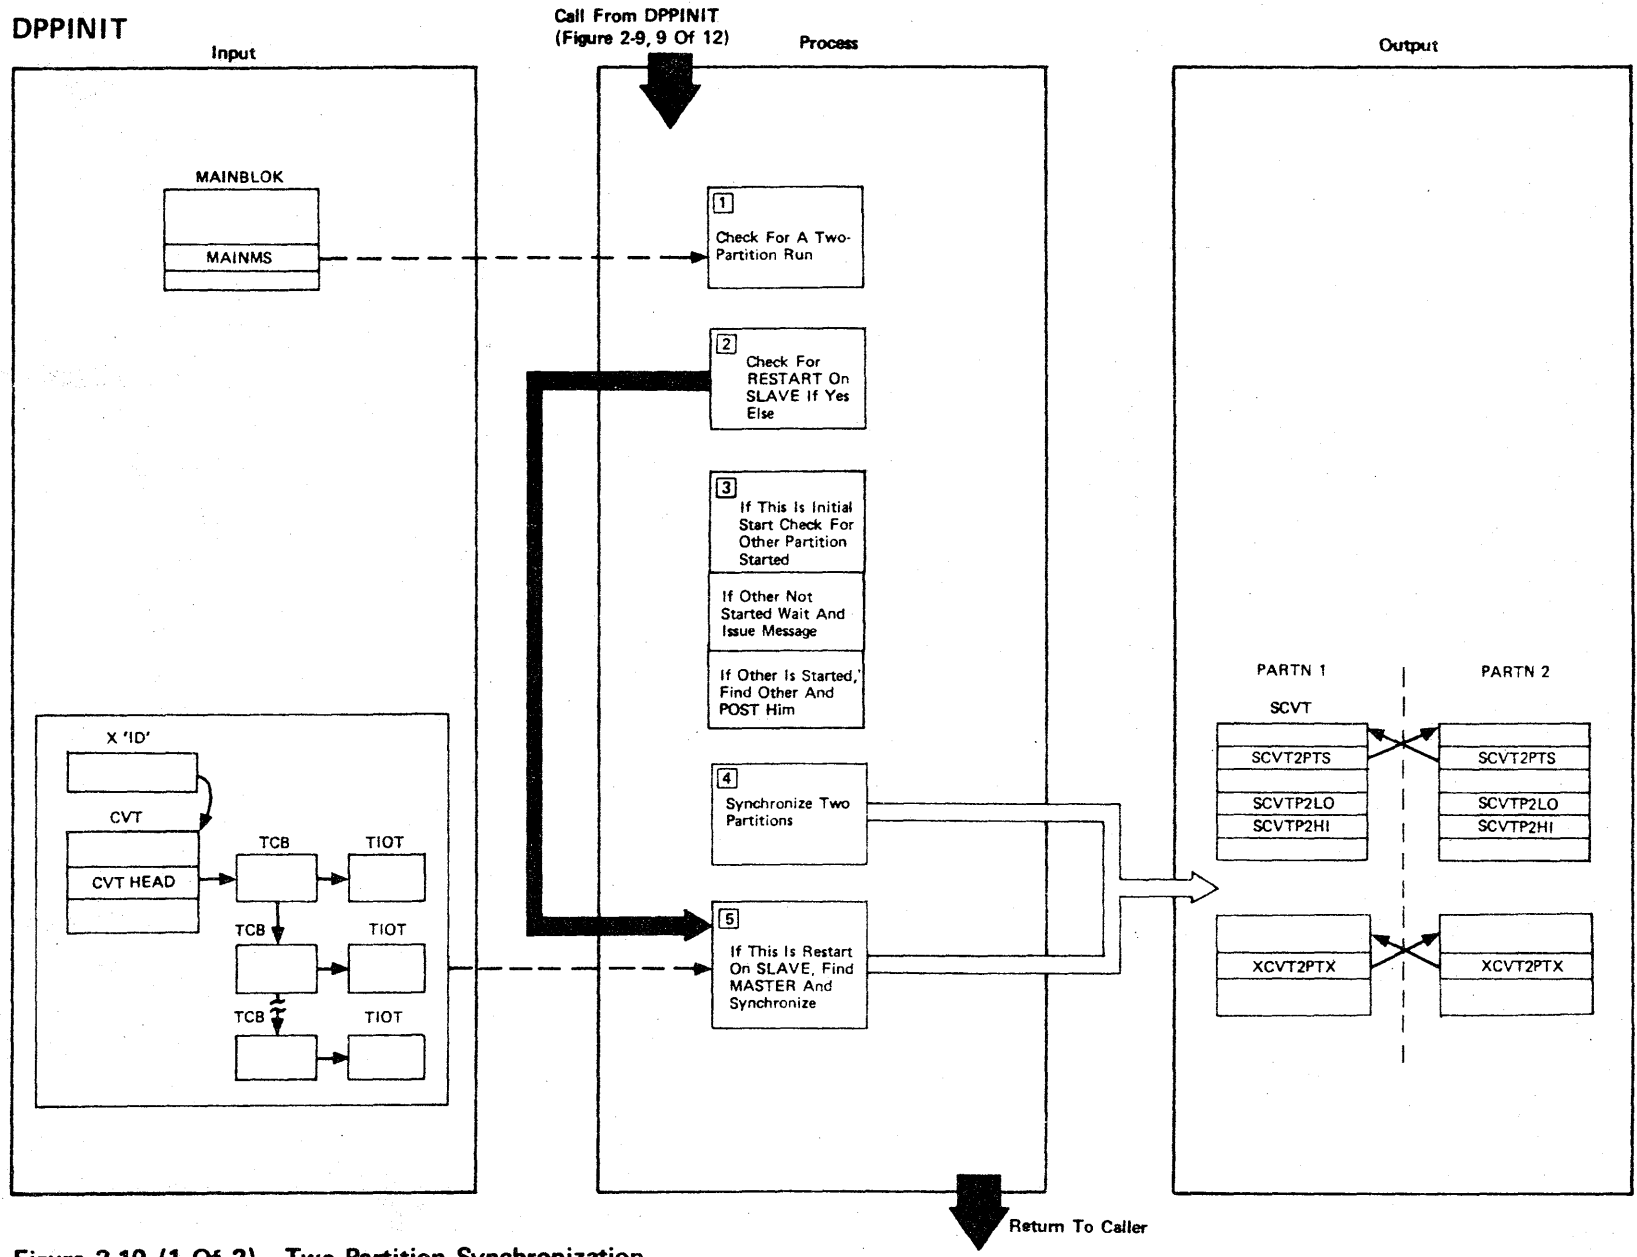 DPPINIT
Input
Call From DPPINIT
(Figure 2-9, 9 Of 12)
Process
Output
MAINBLOK
MAINMS
1
Check For A Two-
Partition Run
2
Check For
RESTART On
SLAVE If Yes
Else
3
If This Is Initial
Start Check For
Other Partition
Started
If Other Not
Started Wait And
Issue Message
If Other Is Started,
Find Other And
POST Him
4
Synchronize Two
Partitions
5
If This Is Restart
On SLAVE, Find
MASTER And
Synchronize
X 'ID'
CVT
CVT HEAD
TCB
TIOT
TCB
TIOT
TCB
TIOT
PARTN 1
PARTN 2
SCVT
SCVT2PTS
SCVT2PTS
SCVTP2LO
SCVTP2LO
SCVTP2HI
SCVTP2HI
XCVT2PTX
XCVT2PTX
Return To Caller
Figure 2-10 (1 Of 2) Two Partition Synchronization